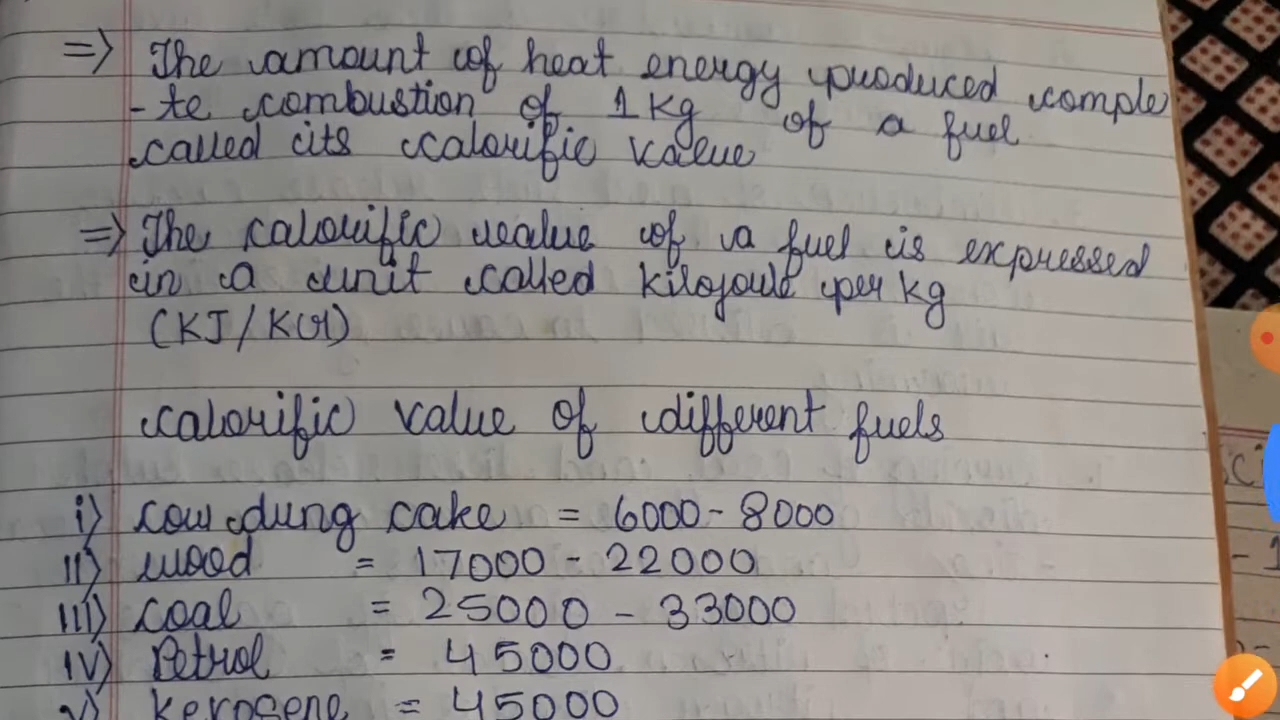 => The amount of heat energy produced comple
-te combustion of 1 Kg of a fuel
called its calorific value
=> The calorific value of a fuel is expressed
in a unit called kilojoule per kg
(KJ/KG)
calorific value of different fuels
i) cow dung cake = 6000 - 8000
II) wood = 17000 - 22000
III) coal = 25000 - 33000
IV) Petrol = 45000
v) kerosene = 45000